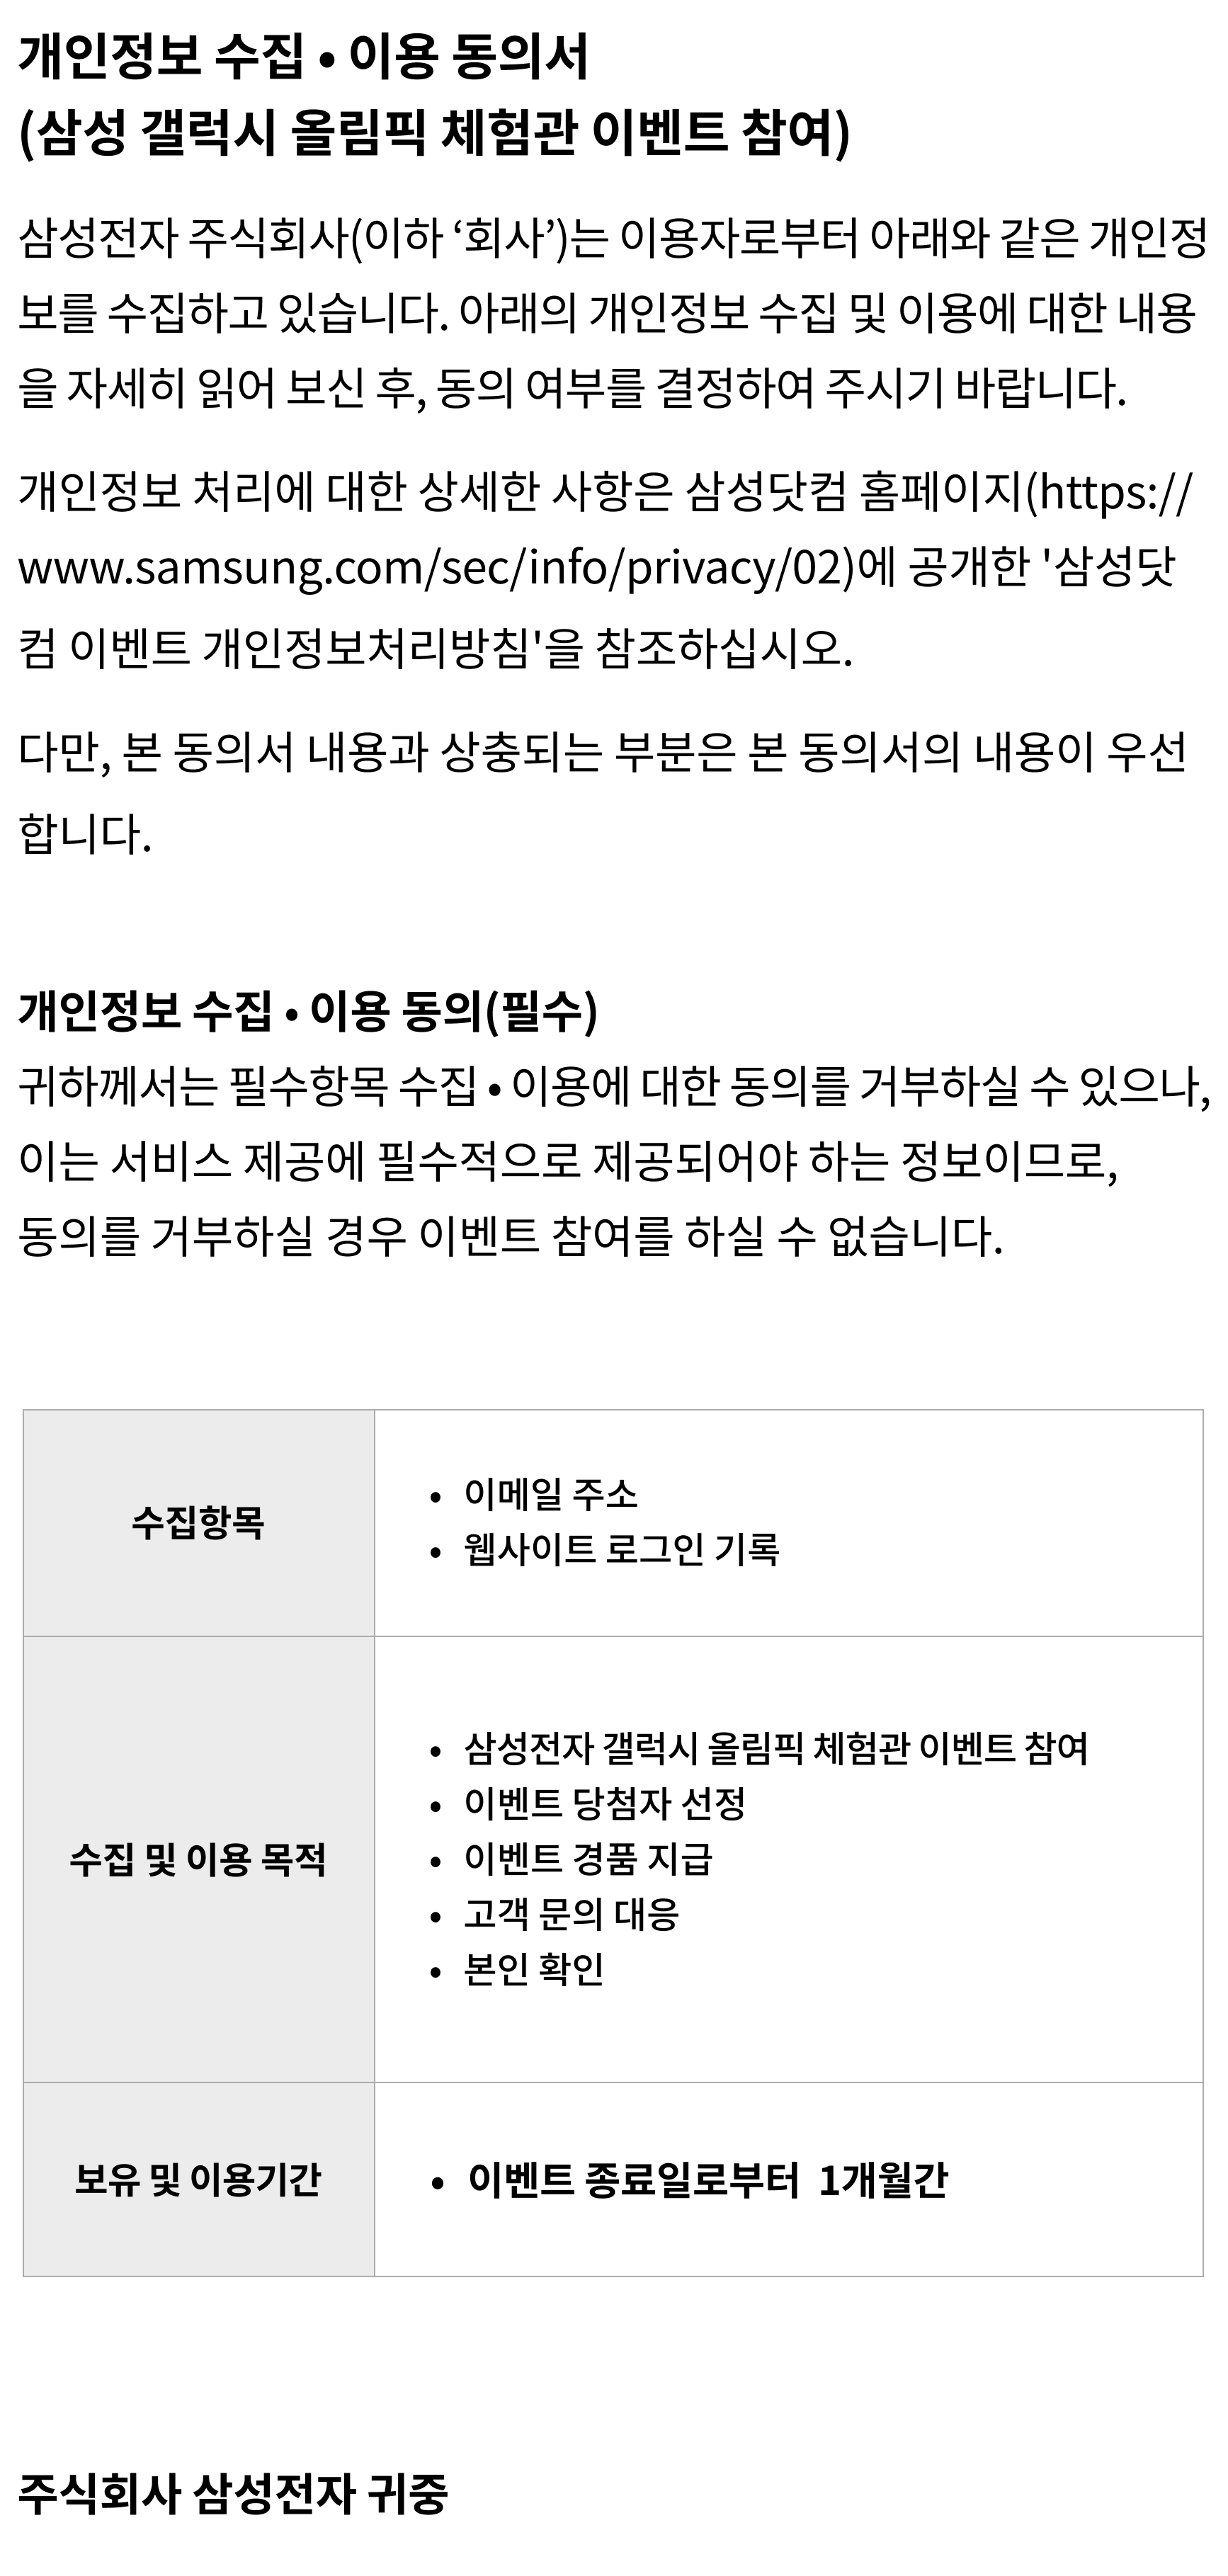 개인정보 수집 • 이용 동의서
(삼성 갤럭시 올림픽 체험관 이벤트 참여)
삼성전자 주식회사(이하 ‘회사’)는 이용자로부터 아래와 같은 개인정
보를 수집하고 있습니다. 아래의 개인정보 수집 및 이용에 대한 내용
을 자세히 읽어 보신 후, 동의 여부를 결정하여 주시기 바랍니다.
개인정보 처리에 대한 상세한 사항은 삼성닷컴 홈페이지(https://
www.samsung.com/sec/info/privacy/02)에 공개한 '삼성닷
컴 이벤트 개인정보처리방침'을 참조하십시오.
다만, 본 동의서 내용과 상충되는 부분은 본 동의서의 내용이 우선
합니다.
개인정보 수집 • 이용 동의(필수)
귀하께서는 필수항목 수집 • 이용에 대한 동의를 거부하실 수 있으나,
이는 서비스 제공에 필수적으로 제공되어야 하는 정보이므로,
동의를 거부하실 경우 이벤트 참여를 하실 수 없습니다.
수집항목
• 이메일 주소
• 웹사이트 로그인 기록
수집 및 이용 목적
• 삼성전자 갤럭시 올림픽 체험관 이벤트 참여
• 이벤트 당첨자 선정
• 이벤트 경품 지급
• 고객 문의 대응
• 본인 확인
보유 및 이용기간
• 이벤트 종료일로부터 1개월간
주식회사 삼성전자 귀중